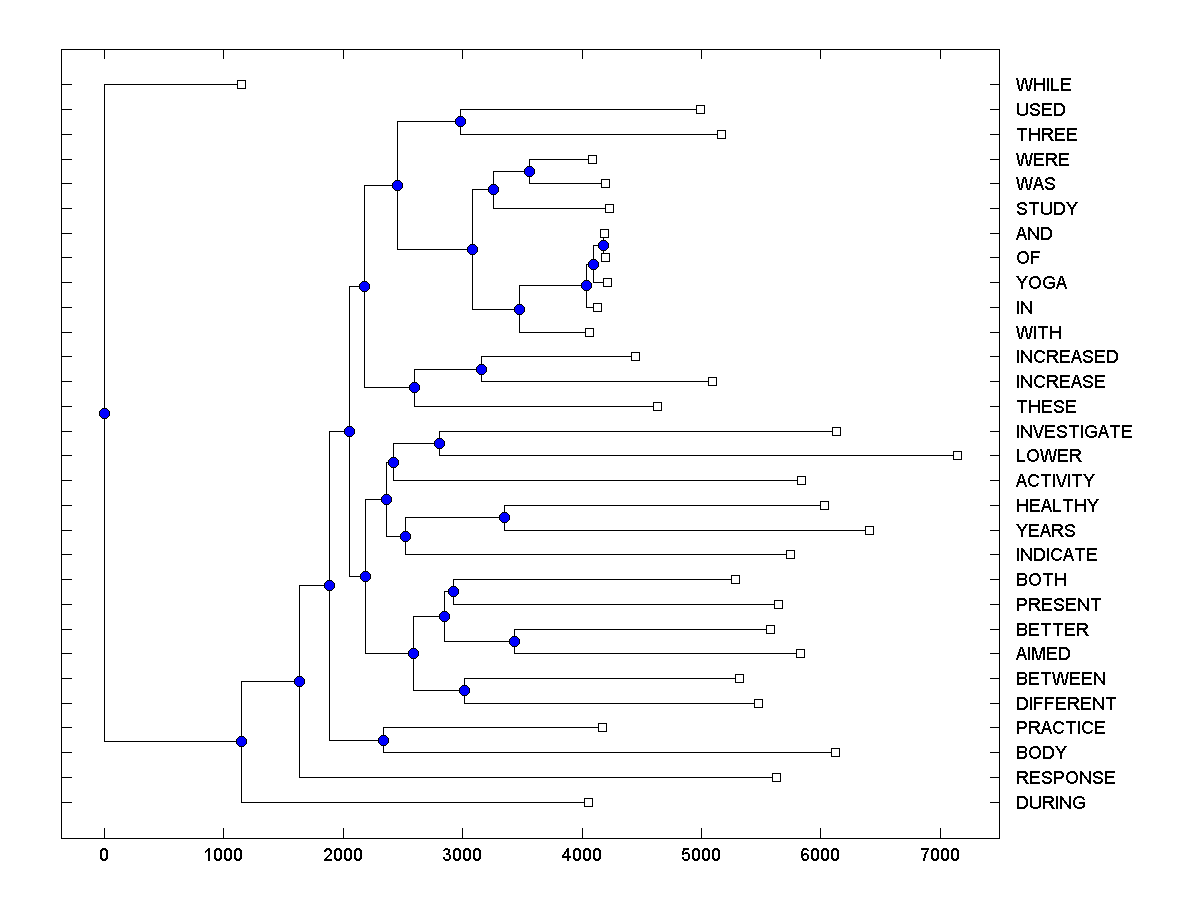 WHILE
USED
THREE
WERE
WAS
STUDY
AND
OF
YOGA
IN
WITH
INCREASED
INCREASE
THESE
INVESTIGATE
LOWER
ACTIVITY
HEALTHY
YEARS
INDICATE
BOTH
PRESENT
BETTER
AIMED
BETWEEN
DIFFERENT
PRACTICE
BODY
RESPONSE
DURING
0 1000 2000 3000 4000 5000 6000 7000